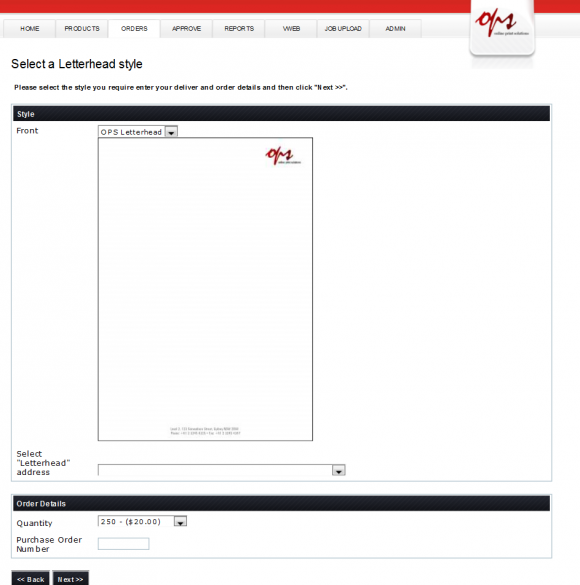 HOME PRODUCTS ORDERS APPROVE REPORTS VWEB JOB UPLOAD ADMIN
ops
online print solutions
Select a Letterhead style
Please select the style you require enter your deliver and order details and then click "Next >>".
Style
Front
OPS Letterhead
ops
Select
"Letterhead"
address
Order Details
Quantity
250 - ($20.00)
Purchase Order
Number
<< Back Next >>